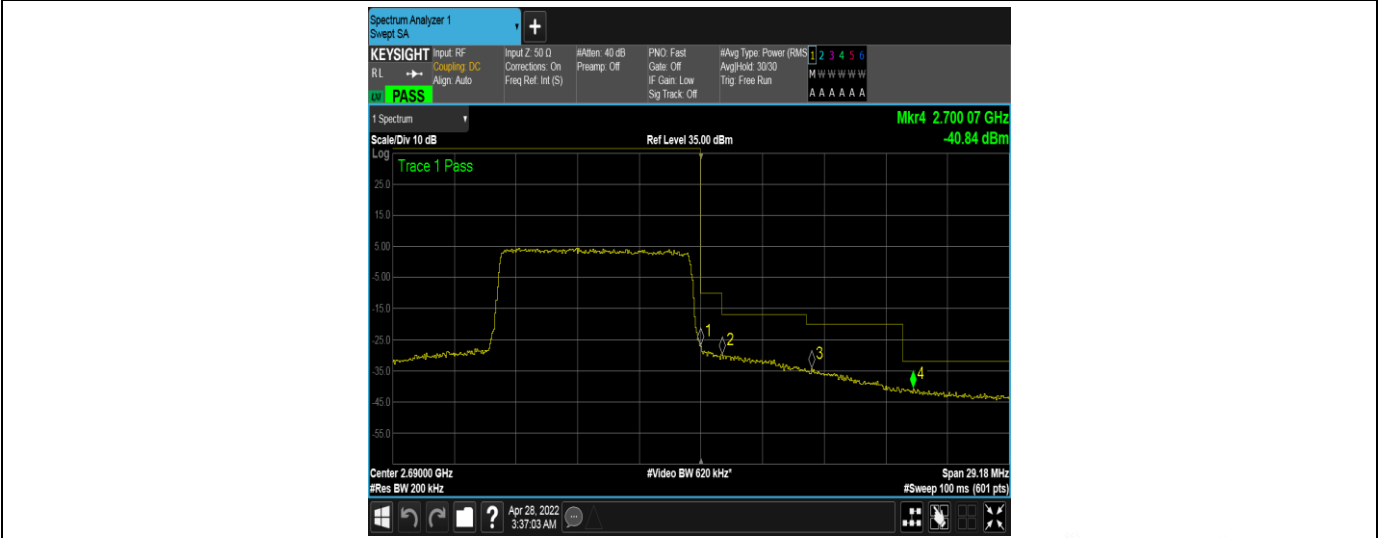 Spectrum Analyzer 1
Swept SA
+
KEYSIGHT Input: RF Input Z: 50 Ω #Atten: 40 dB PNO: Fast #Avg Type: Power (RMS 1 2 3 4 5 6
Coupling: DC Corrections: On Preamp: Off Gate: Off Avg|Hold: 30/30 M W W W W W
RL Align: Auto Freq Ref: Int (S) IF Gain: Low Trig: Free Run
PASS Sig Track: Off A A A A A A
1 Spectrum Mkr4 2.700 07 GHz
Scale/Div 10 dB Ref Level 35.00 dBm -40.84 dBm
Log
Trace 1 Pass
25.0
15.0
5.00
-5.00
-15.0
-25.0
1
2
3
-35.0
4
-45.0
-55.0
Center 2.69000 GHz #Video BW 620 kHz* Span 29.18 MHz
#Res BW 200 kHz #Sweep 100 ms (601 pts)
? Apr 28, 2022
3:37:03 AM